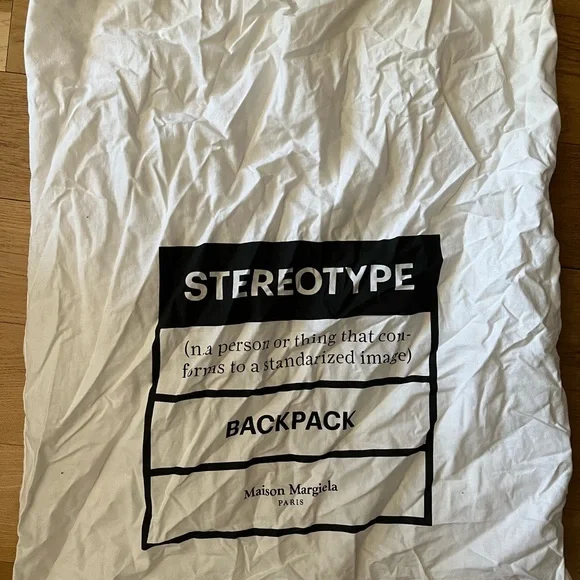 STEREOTYPE
(n.a person or thing that con-
forms to a standarized image)
BACKPACK
Maison Margiela
PARIS